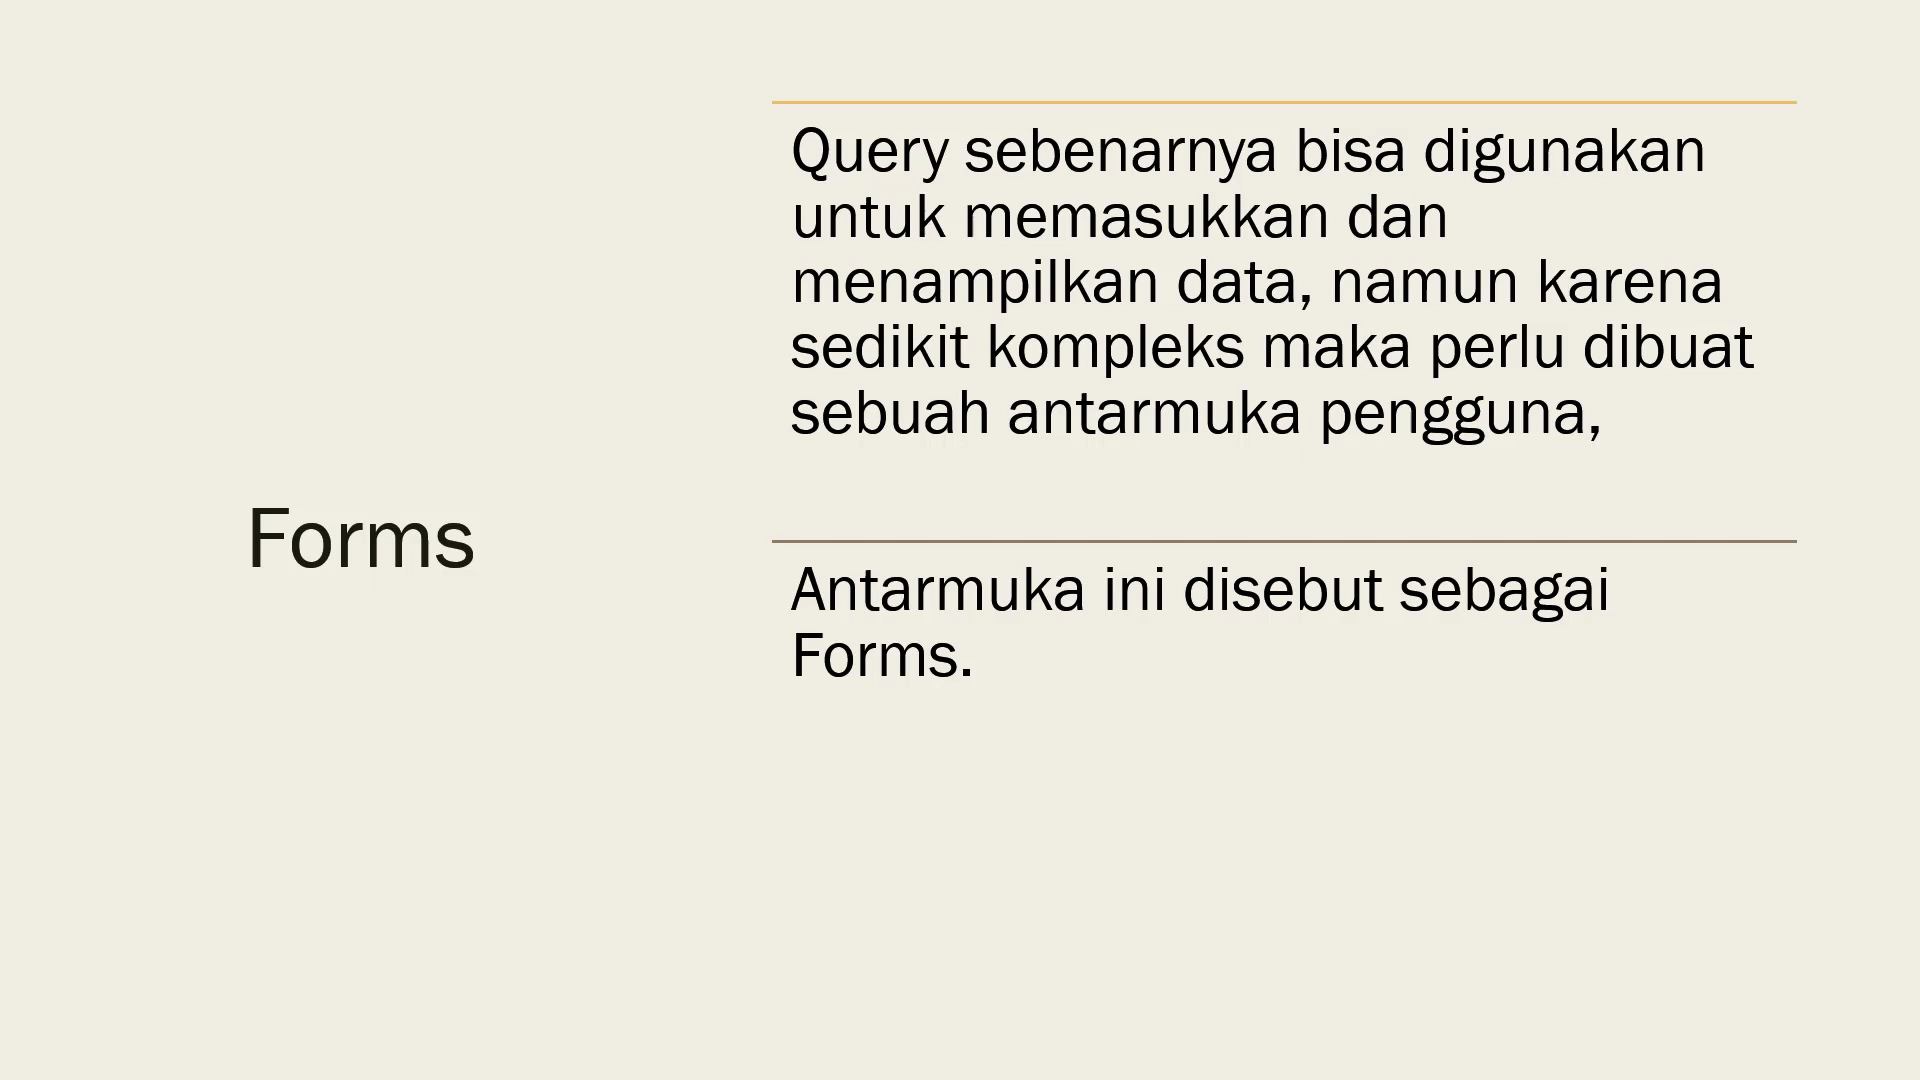 Forms
Query sebenarnya bisa digunakan
untuk memasukkan dan
menampilkan data, namun karena
sedikit kompleks maka perlu dibuat
sebuah antarmuka pengguna,
Antarmuka ini disebut sebagai
Forms.